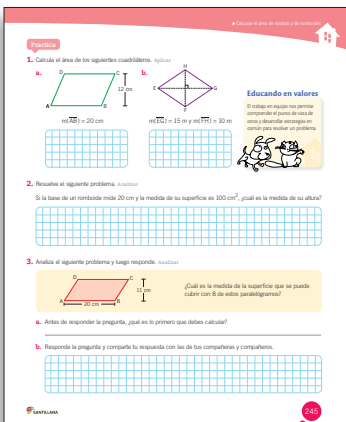 Calcular el área de rombos y de romboides
Practica
1. Calcula el área de los siguientes cuadriláteros. Aplicar
a.
b.
D
C
12 cm
A
B
H
E
G
F
m(AB) = 20 cm
m(EG) = 15 m y m(FH) = 10 m
Educando en valores
El trabajo en equipo nos permite
comprender el punto de vista de
otros y desarrollar estrategias en
común para resolver un problema.
2. Resuelve el siguiente problema. Analizar
Si la base de un romboide mide 20 cm y la medida de su superficie es 100 cm², ¿cuál es la medida de su altura?
3. Analiza el siguiente problema y luego responde. Analizar
D
C
11 cm
A
B
20 cm
¿Cuál es la medida de la superficie que se puede
cubrir con 8 de estos paralelógramos?
a. Antes de responder la pregunta, ¿qué es lo primero que debes calcular?
b. Responde la pregunta y comparte tu respuesta con las de tus compañeras y compañeros.
SANTILLANA
245